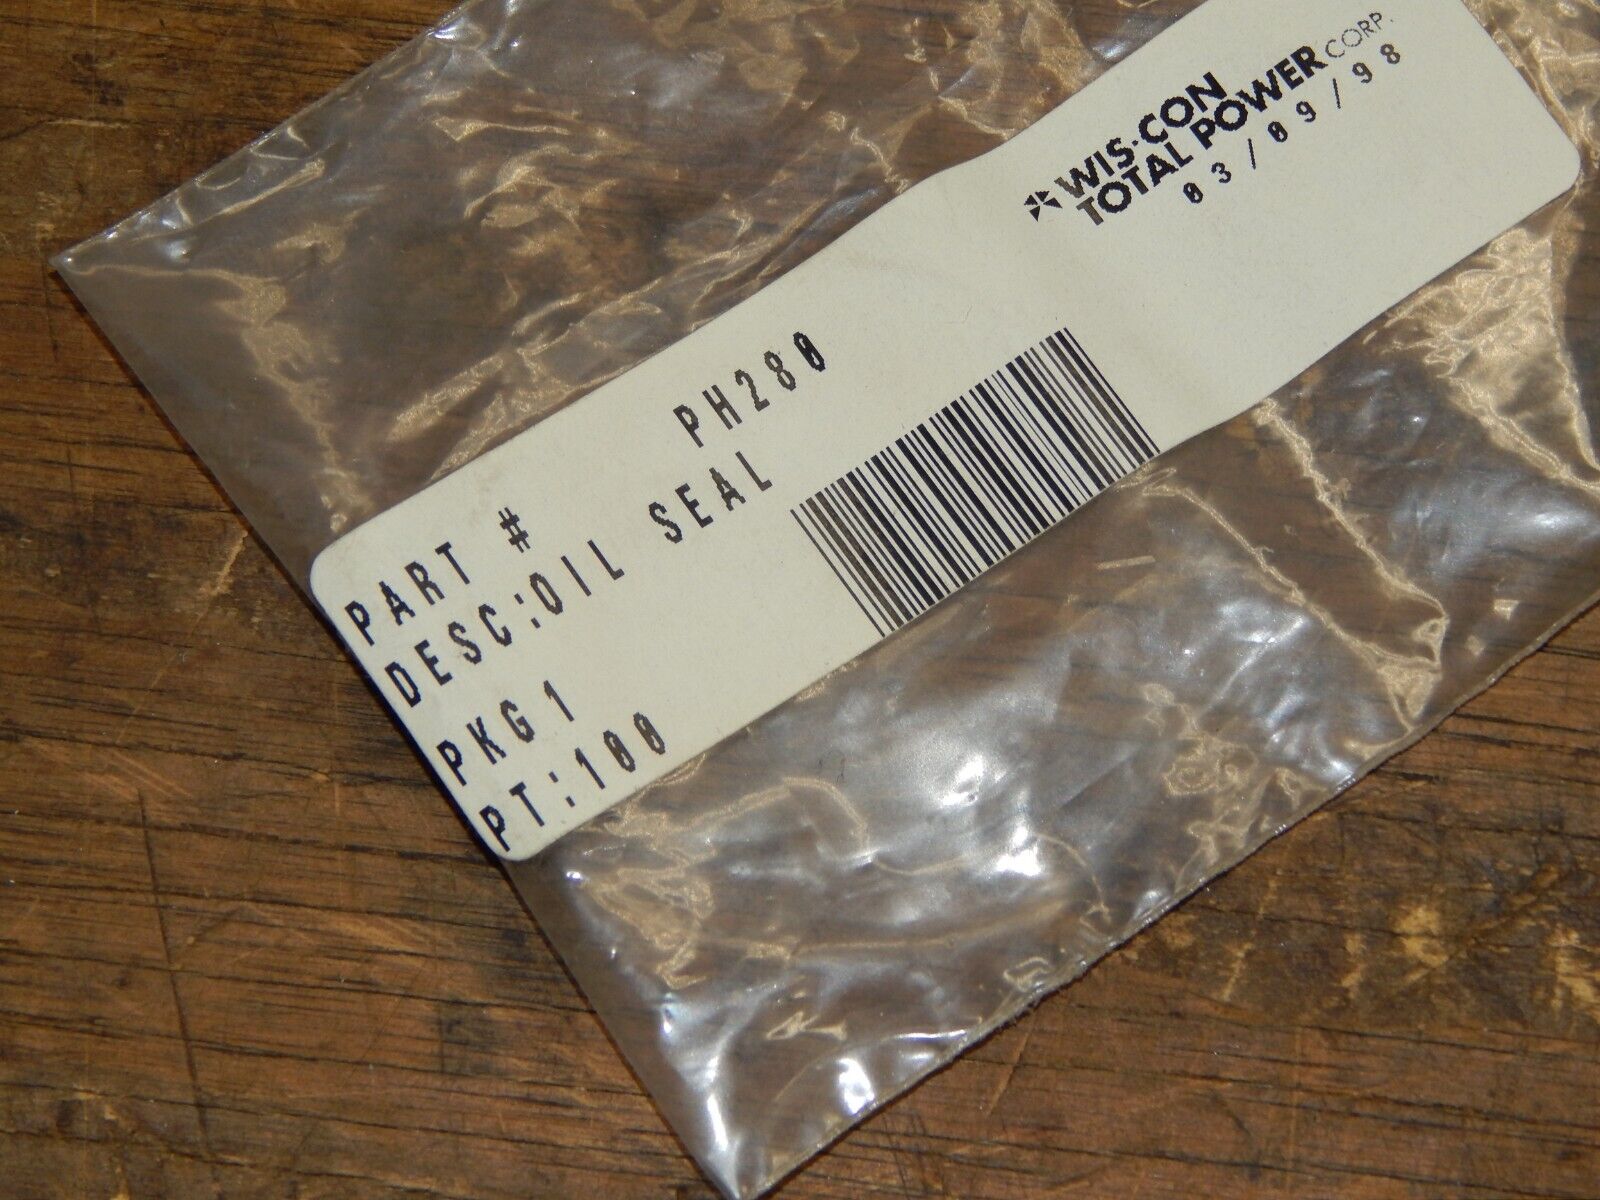 WIS-CON
TOTAL POWER CORP.
03/09/98
PART # PH280
DESC:OIL SEAL
PKG1
PT:100